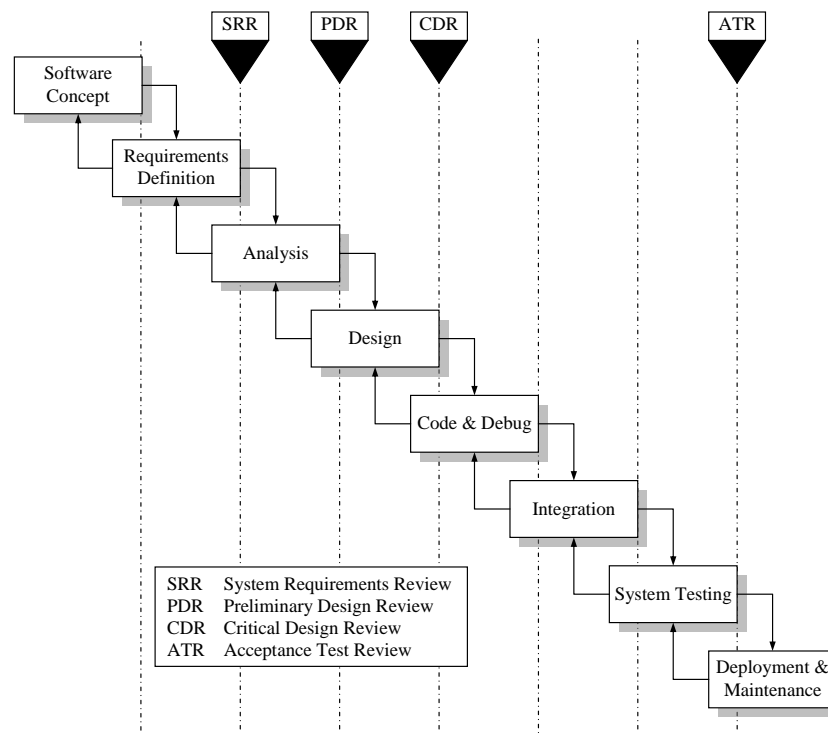 SRR
PDR
CDR
ATR
Software
Concept
Requirements
Definition
Analysis
Design
Code & Debug
Integration
System Testing
Deployment &
Maintenance
SRR System Requirements Review
PDR Preliminary Design Review
CDR Critical Design Review
ATR Acceptance Test Review